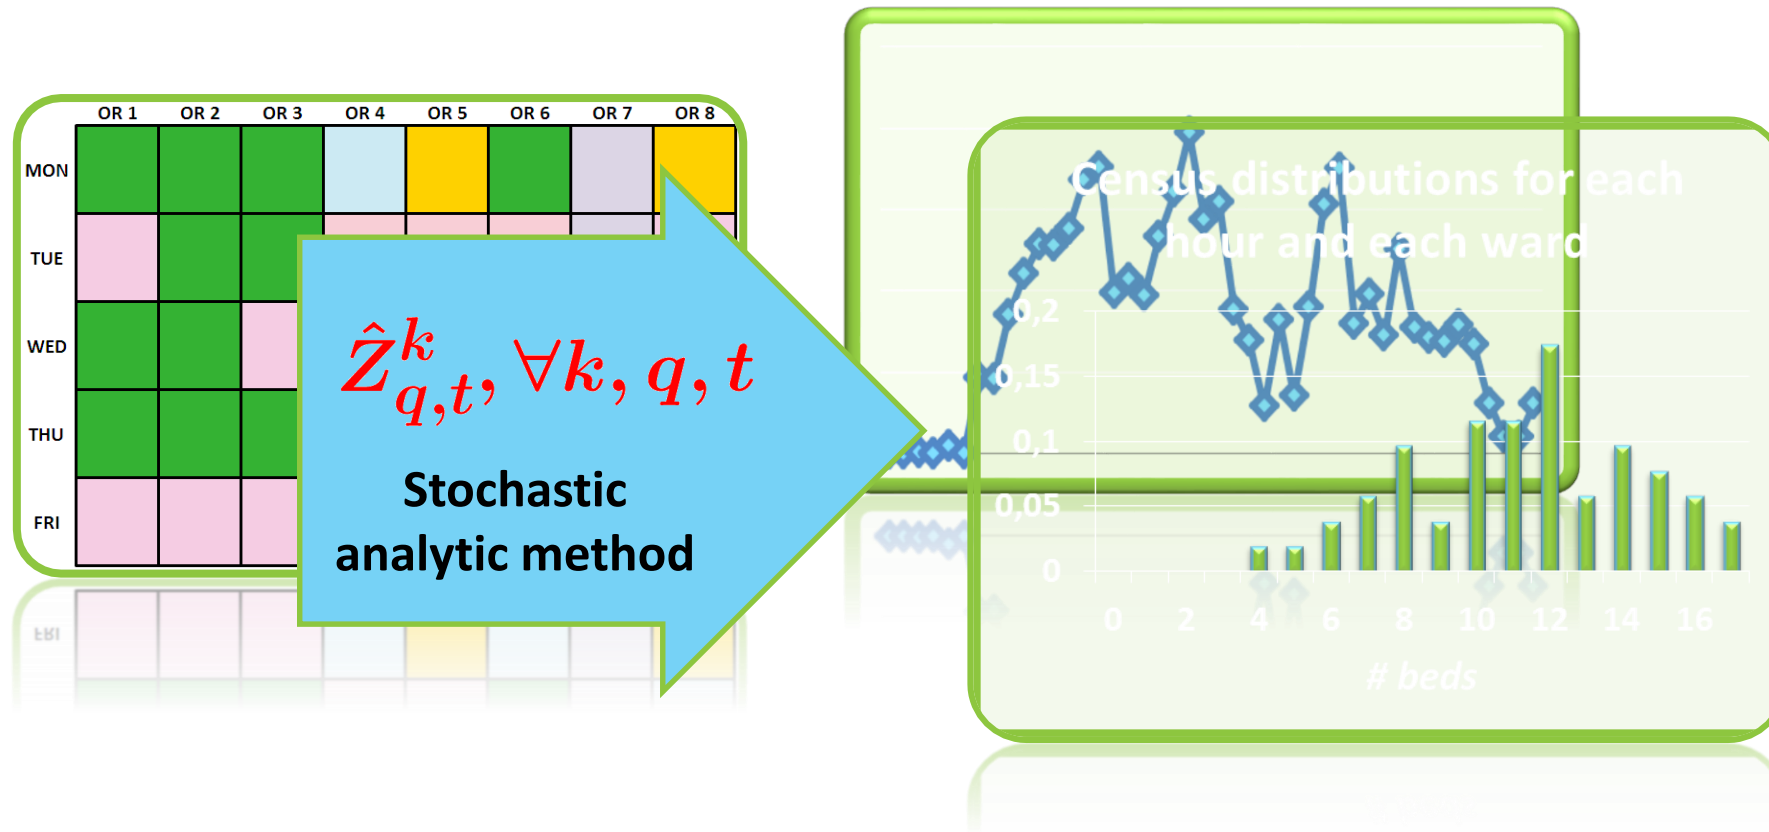 OR 1 OR 2 OR 3 OR 4 OR 5 OR 6 OR 7 OR 8
MON
TUE
WED
THU
FRI
FRI
Ẑ^k_{q,t}, ∀k, q, t
Stochastic
analytic method
Census distributions for each
hour and each ward
0,2
0,15
0,1
0,05
0
0 2 4 6 8 10 12 14 16
# beds